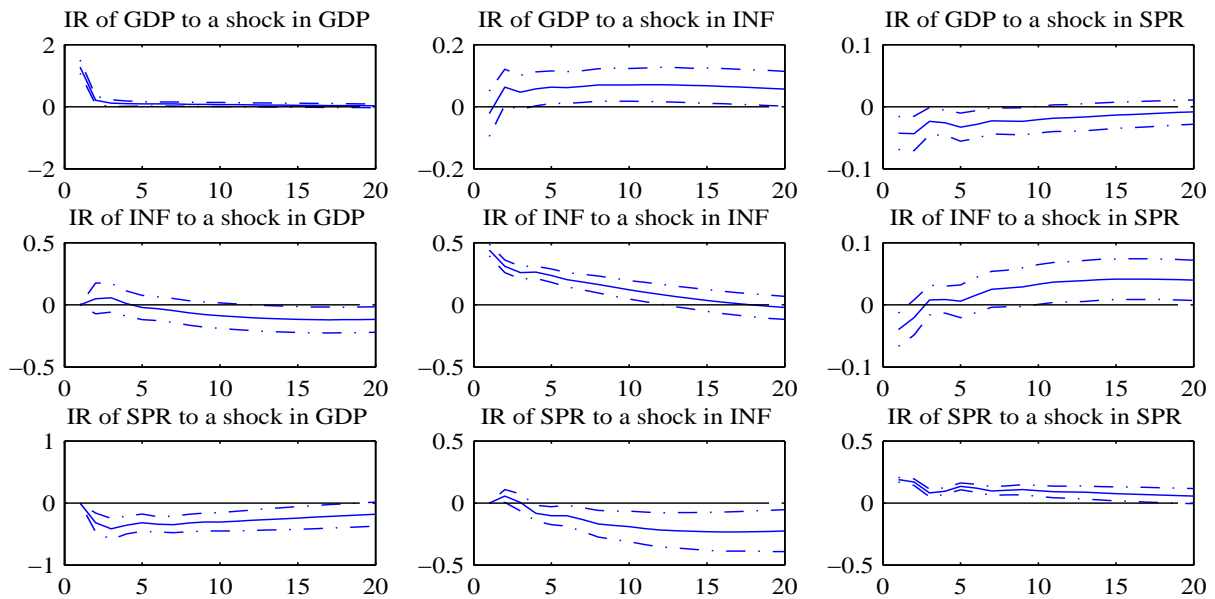 IR of GDP to a shock in GDP
2
0
−2
0 5 10 15 20
IR of GDP to a shock in INF
0.2
0
−0.2
0 5 10 15 20
IR of GDP to a shock in SPR
0.1
0
−0.1
0 5 10 15 20
IR of INF to a shock in GDP
0.5
0
−0.5
0 5 10 15 20
IR of INF to a shock in INF
0.5
0
−0.5
0 5 10 15 20
IR of INF to a shock in SPR
0.1
0
−0.1
0 5 10 15 20
IR of SPR to a shock in GDP
1
0
−1
0 5 10 15 20
IR of SPR to a shock in INF
0.5
0
−0.5
0 5 10 15 20
IR of SPR to a shock in SPR
0.5
0
−0.5
0 5 10 15 20